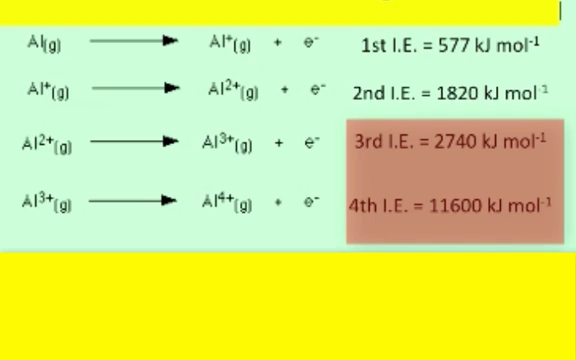 Al(g) ⟶ Al⁺(g) + e⁻ 1st I.E. = 577 kJ mol⁻¹
Al⁺(g) ⟶ Al²⁺(g) + e⁻ 2nd I.E. = 1820 kJ mol⁻¹
Al²⁺(g) ⟶ Al³⁺(g) + e⁻ 3rd I.E. = 2740 kJ mol⁻¹
Al³⁺(g) ⟶ Al⁴⁺(g) + e⁻ 4th I.E. = 11600 kJ mol⁻¹